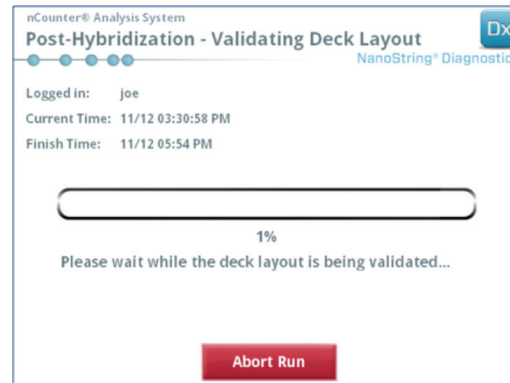 nCounter® Analysis System
Post-Hybridization - Validating Deck Layout
Dx
NanoString® Diagnostic
Logged in: joe
Current Time: 11/12 03:30:58 PM
Finish Time: 11/12 05:54 PM
1%
Please wait while the deck layout is being validated...
Abort Run